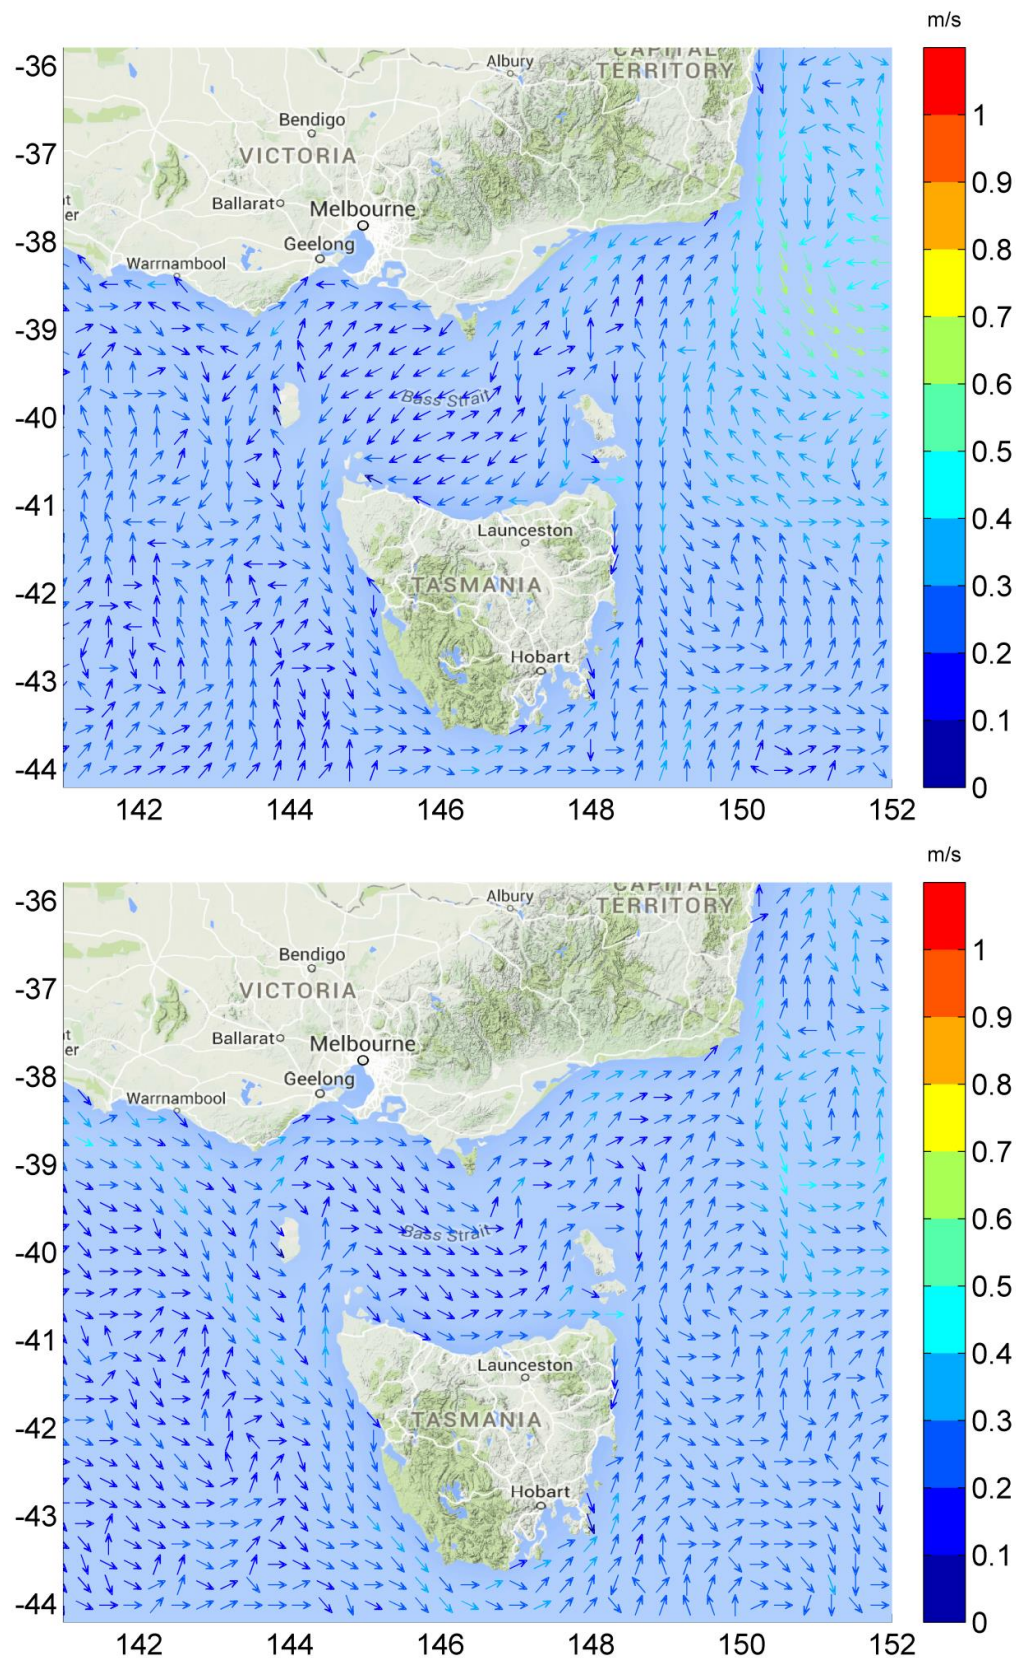 m/s
CAPITAL
-36
Albury
TERRITORY
1
Bendigo
-37
VICTORIA
0.9
Ballarat
er
Melbourne
-38
Geelong
0.8
Warrnambool
-39
0.7
0.6
-40
Bass Strait
0.5
-41
Launceston
0.4
-42
TASMANIA
0.3
Hobart
0.2
-43
0.1
-44
0
142 144 146 148 150 152
m/s
CAPITAL
-36
Albury
TERRITORY
1
Bendigo
-37
VICTORIA
0.9
Ballarat
er
Melbourne
-38
Geelong
0.8
Warrnambool
-39
0.7
0.6
-40
Bass Strait
0.5
-41
Launceston
0.4
-42
TASMANIA
0.3
Hobart
0.2
-43
0.1
-44
0
142 144 146 148 150 152